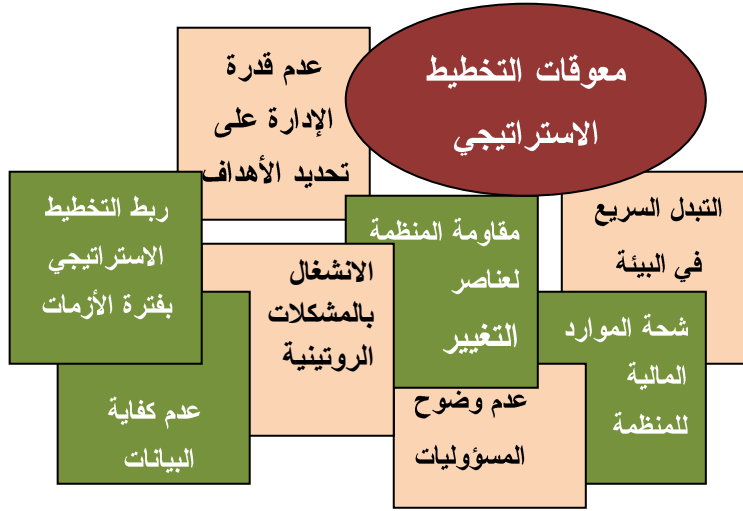 معوقات التخطيط
الاستراتيجي
عدم قدرة
الإدارة على
تحديد الأهداف
التبدل السريع
في البيئة
مقاومة المنظمة
لعناصر
التغيير
ربط التخطيط
الاستراتيجي
بفترة الأزمات
الانشغال
بالمشكلات
الروتينية
شحة الموارد
المالية
للمنظمة
عدم وضوح
المسؤوليات
عدم كفاية
البيانات